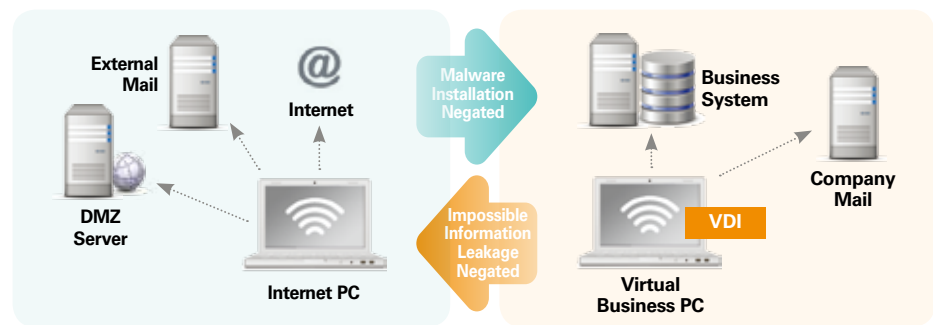 External
Mail
@
Internet
DMZ
Server
Internet PC
Malware
Installation
Negated
Impossible
Information
Leakage
Negated
Business
System
Company
Mail
VDI
Virtual
Business PC